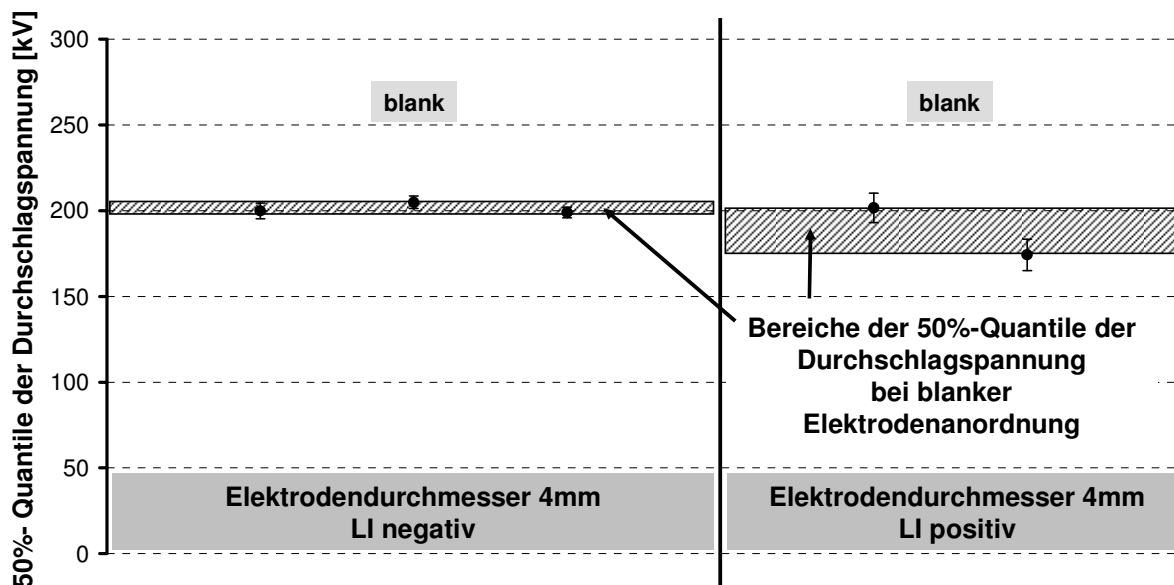 50%- Quantile der Durchschlagspannung [kV]
300
250
200
150
100
50
0
blank
blank
Bereiche der 50%-Quantile der
Durchschlagspannung
bei blanker
Elektrodenanordnung
Elektrodendurchmesser 4mm
LI negativ
Elektrodendurchmesser 4mm
LI positiv